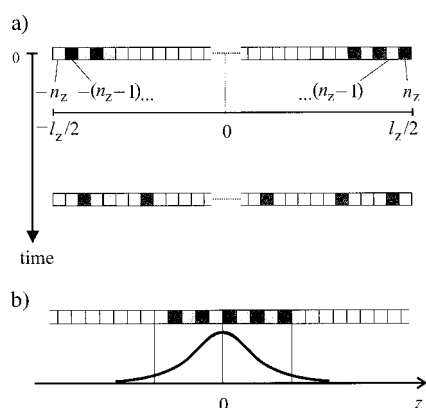 a)
0
−n_z −(n_z−1)... ...(n_z−1) n_z
−l_z/2 0 l_z/2
time
b)
0 z